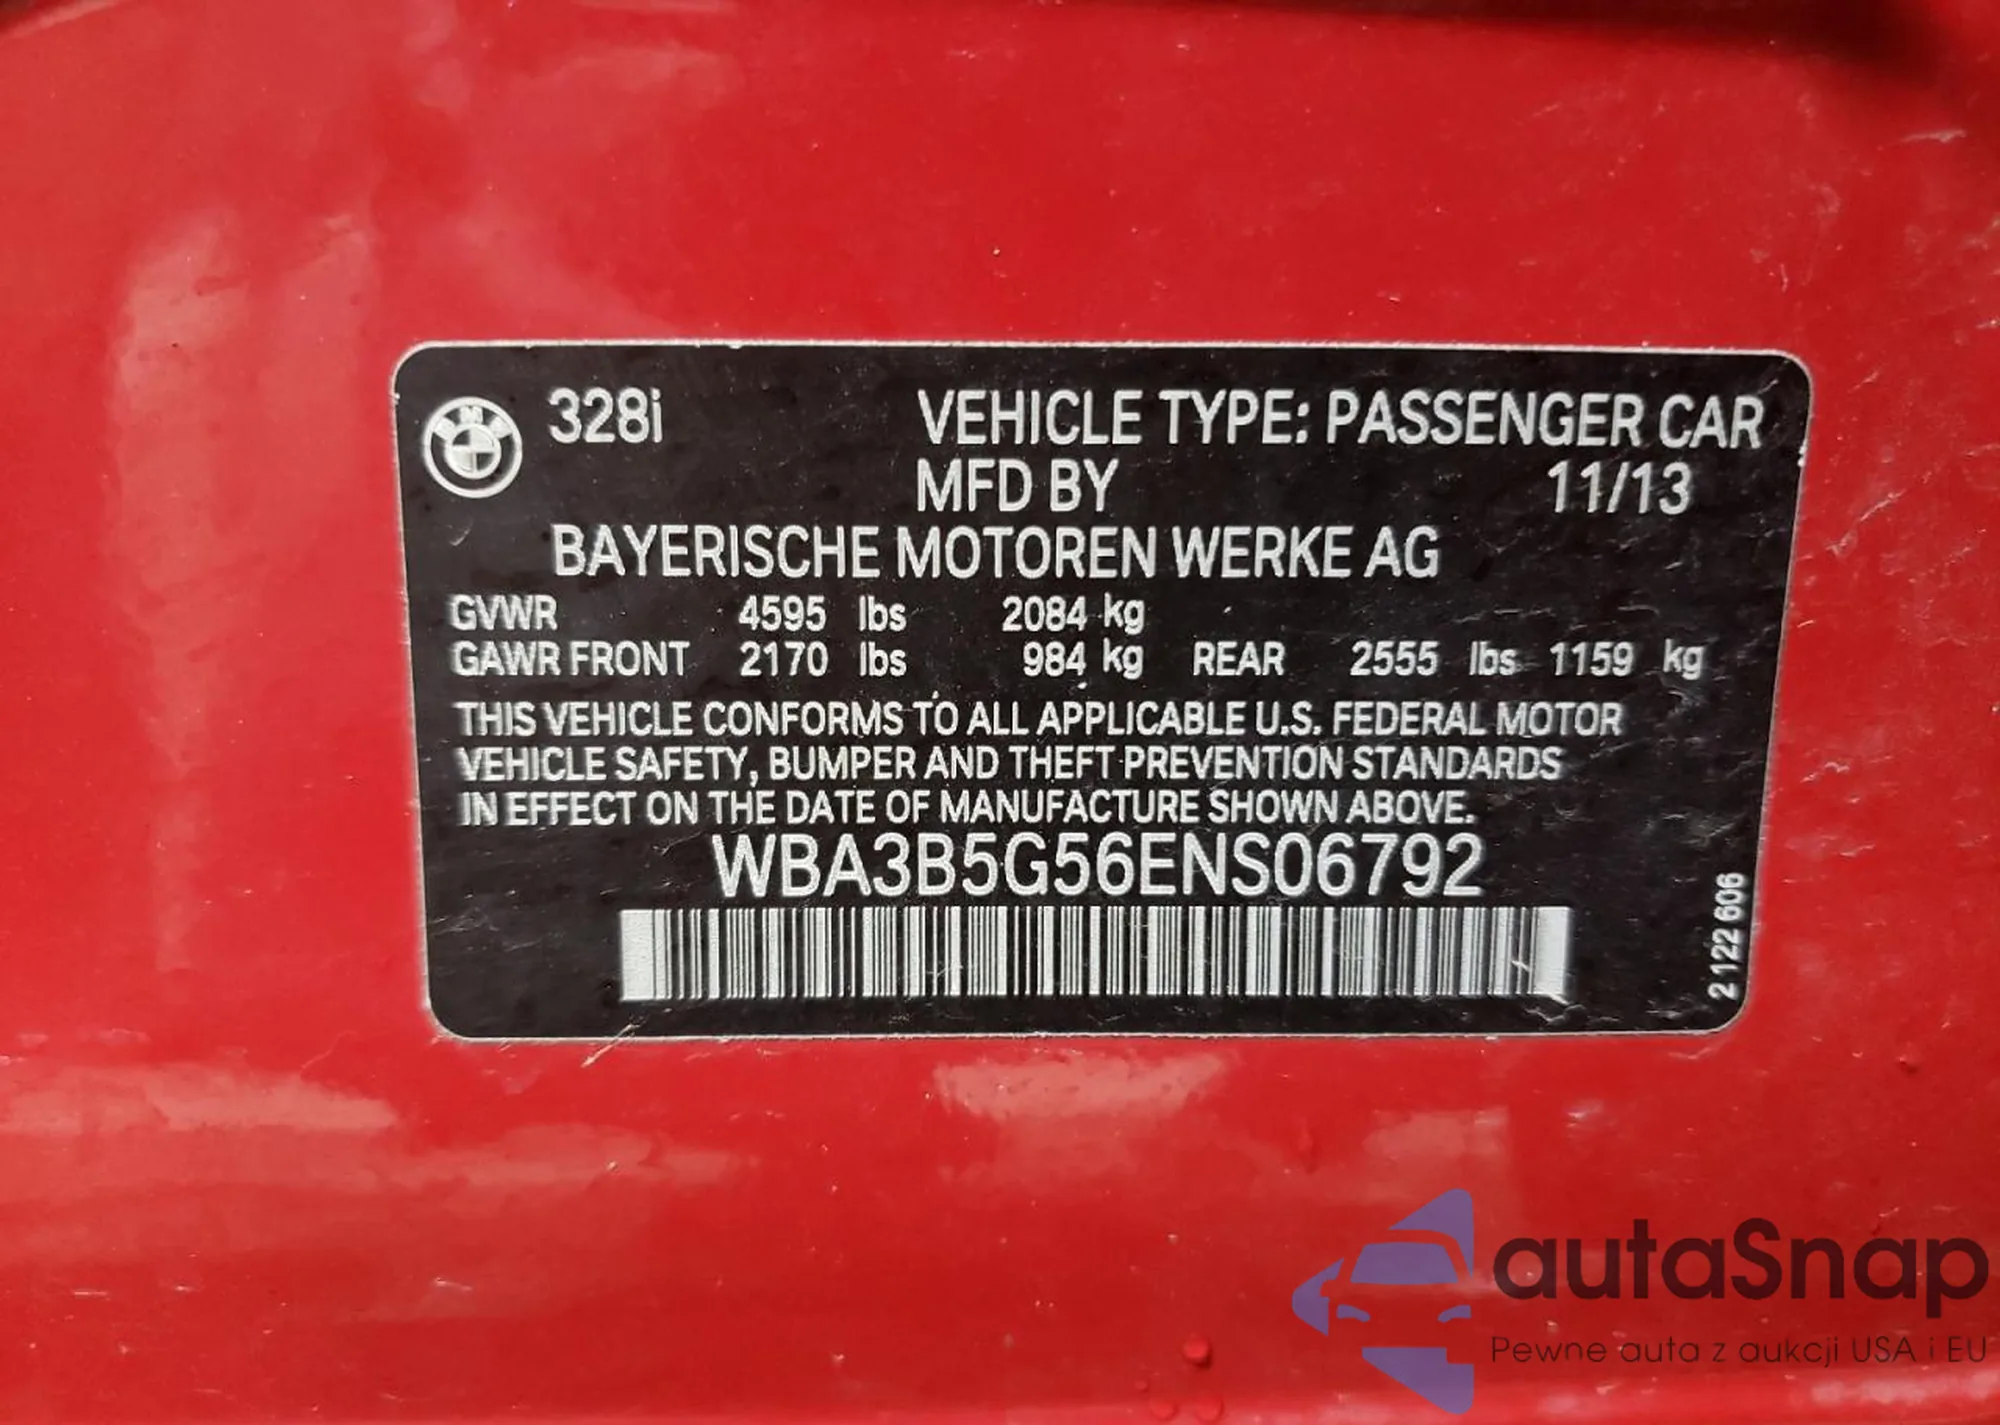 328i VEHICLE TYPE: PASSENGER CAR
MFD BY 11/13
BAYERISCHE MOTOREN WERKE AG
GVWR 4595 lbs 2084 kg
GAWR FRONT 2170 lbs 984 kg REAR 2555 lbs 1159 kg
THIS VEHICLE CONFORMS TO ALL APPLICABLE U.S. FEDERAL MOTOR
VEHICLE SAFETY, BUMPER AND THEFT PREVENTION STANDARDS
IN EFFECT ON THE DATE OF MANUFACTURE SHOWN ABOVE.
WBA3B5G56ENS06792
2 122 606
autoSnap
Pewne auta z aukcji USA i EU